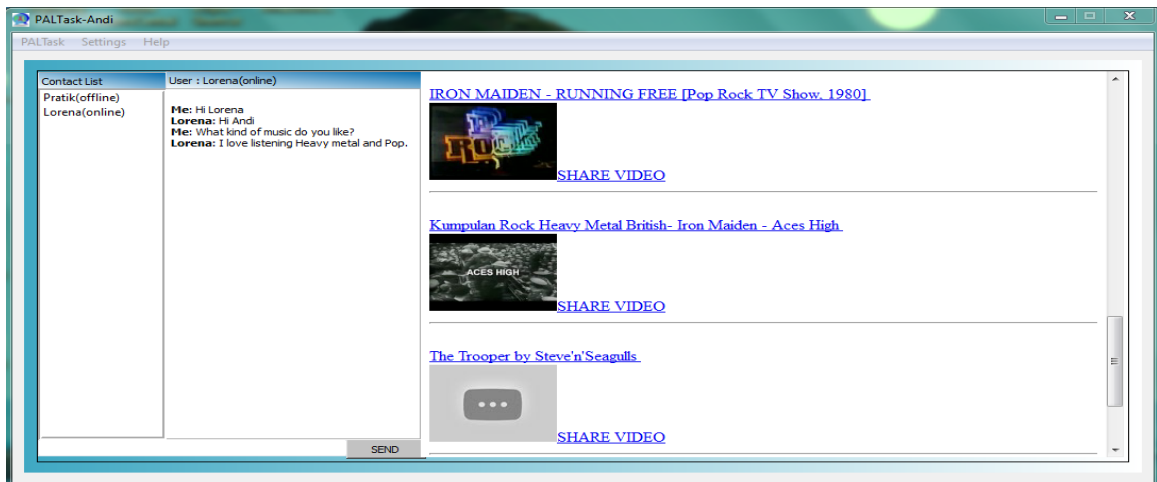 PALTask-Andi
PALTask Settings Help
Contact List
Pratik(offline)
Lorena(online)
User : Lorena(online)
Me: Hi Lorena
Lorena: Hi Andi
Me: What kind of music do you like?
Lorena: I love listening Heavy metal and Pop.
SEND
IRON MAIDEN - RUNNING FREE [Pop Rock TV Show, 1980]
SHARE VIDEO
Kumpulan Rock Heavy Metal British- Iron Maiden - Aces High
ACES HIGH
SHARE VIDEO
The Trooper by Steve'n'Seagulls
SHARE VIDEO